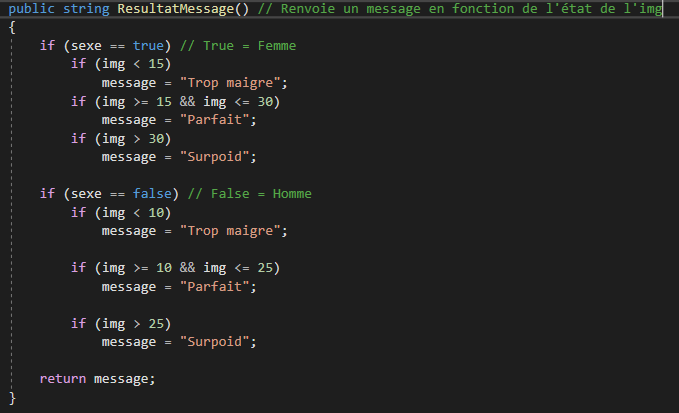 public string ResultatMessage() // Renvoie un message en fonction de l'état de l'img
{
if (sexe == true) // True = Femme
if (img < 15)
message = "Trop maigre";
if (img >= 15 && img <= 30)
message = "Parfait";
if (img > 30)
message = "Surpoid";
if (sexe == false) // False = Homme
if (img < 10)
message = "Trop maigre";
if (img >= 10 && img <= 25)
message = "Parfait";
if (img > 25)
message = "Surpoid";
return message;
}